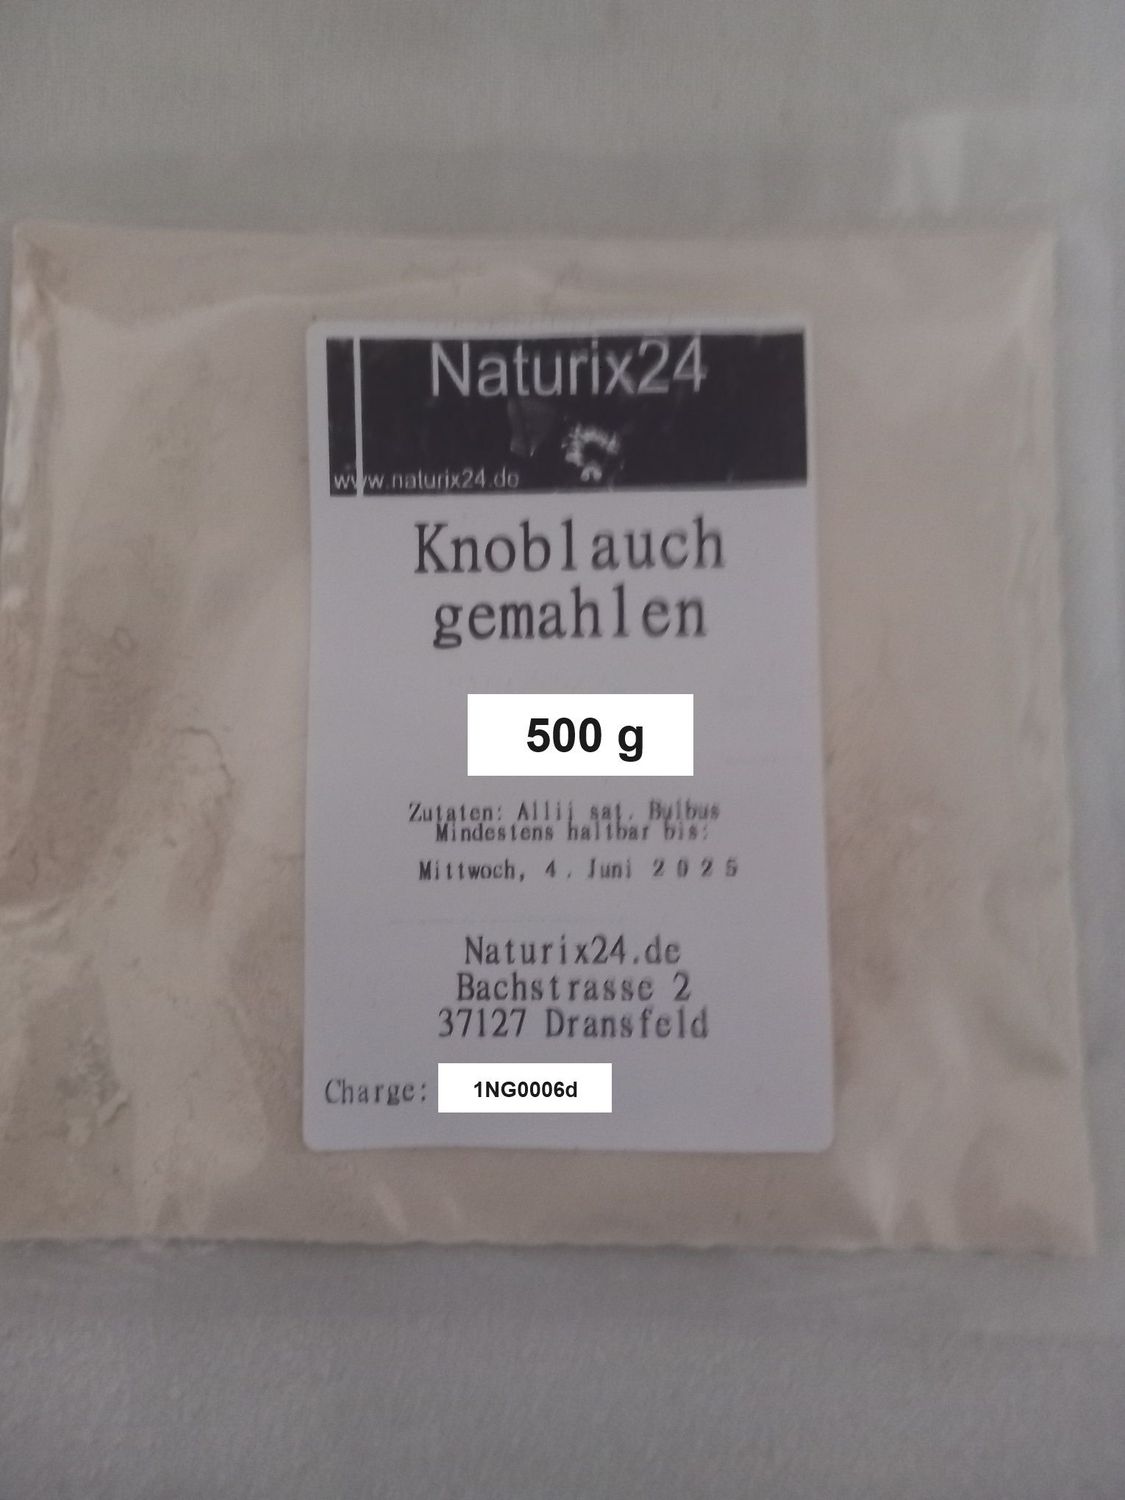 Naturix24
www.naturix24.de
Knoblauch
gemahlen
500 g
Zutaten: Allii sat. Bulbus
Mindestens haltbar bis:
Mittwoch, 4. Juni 2025
Naturix24.de
Bachstrasse 2
37127 Dransfeld
Charge: 1NG0006d